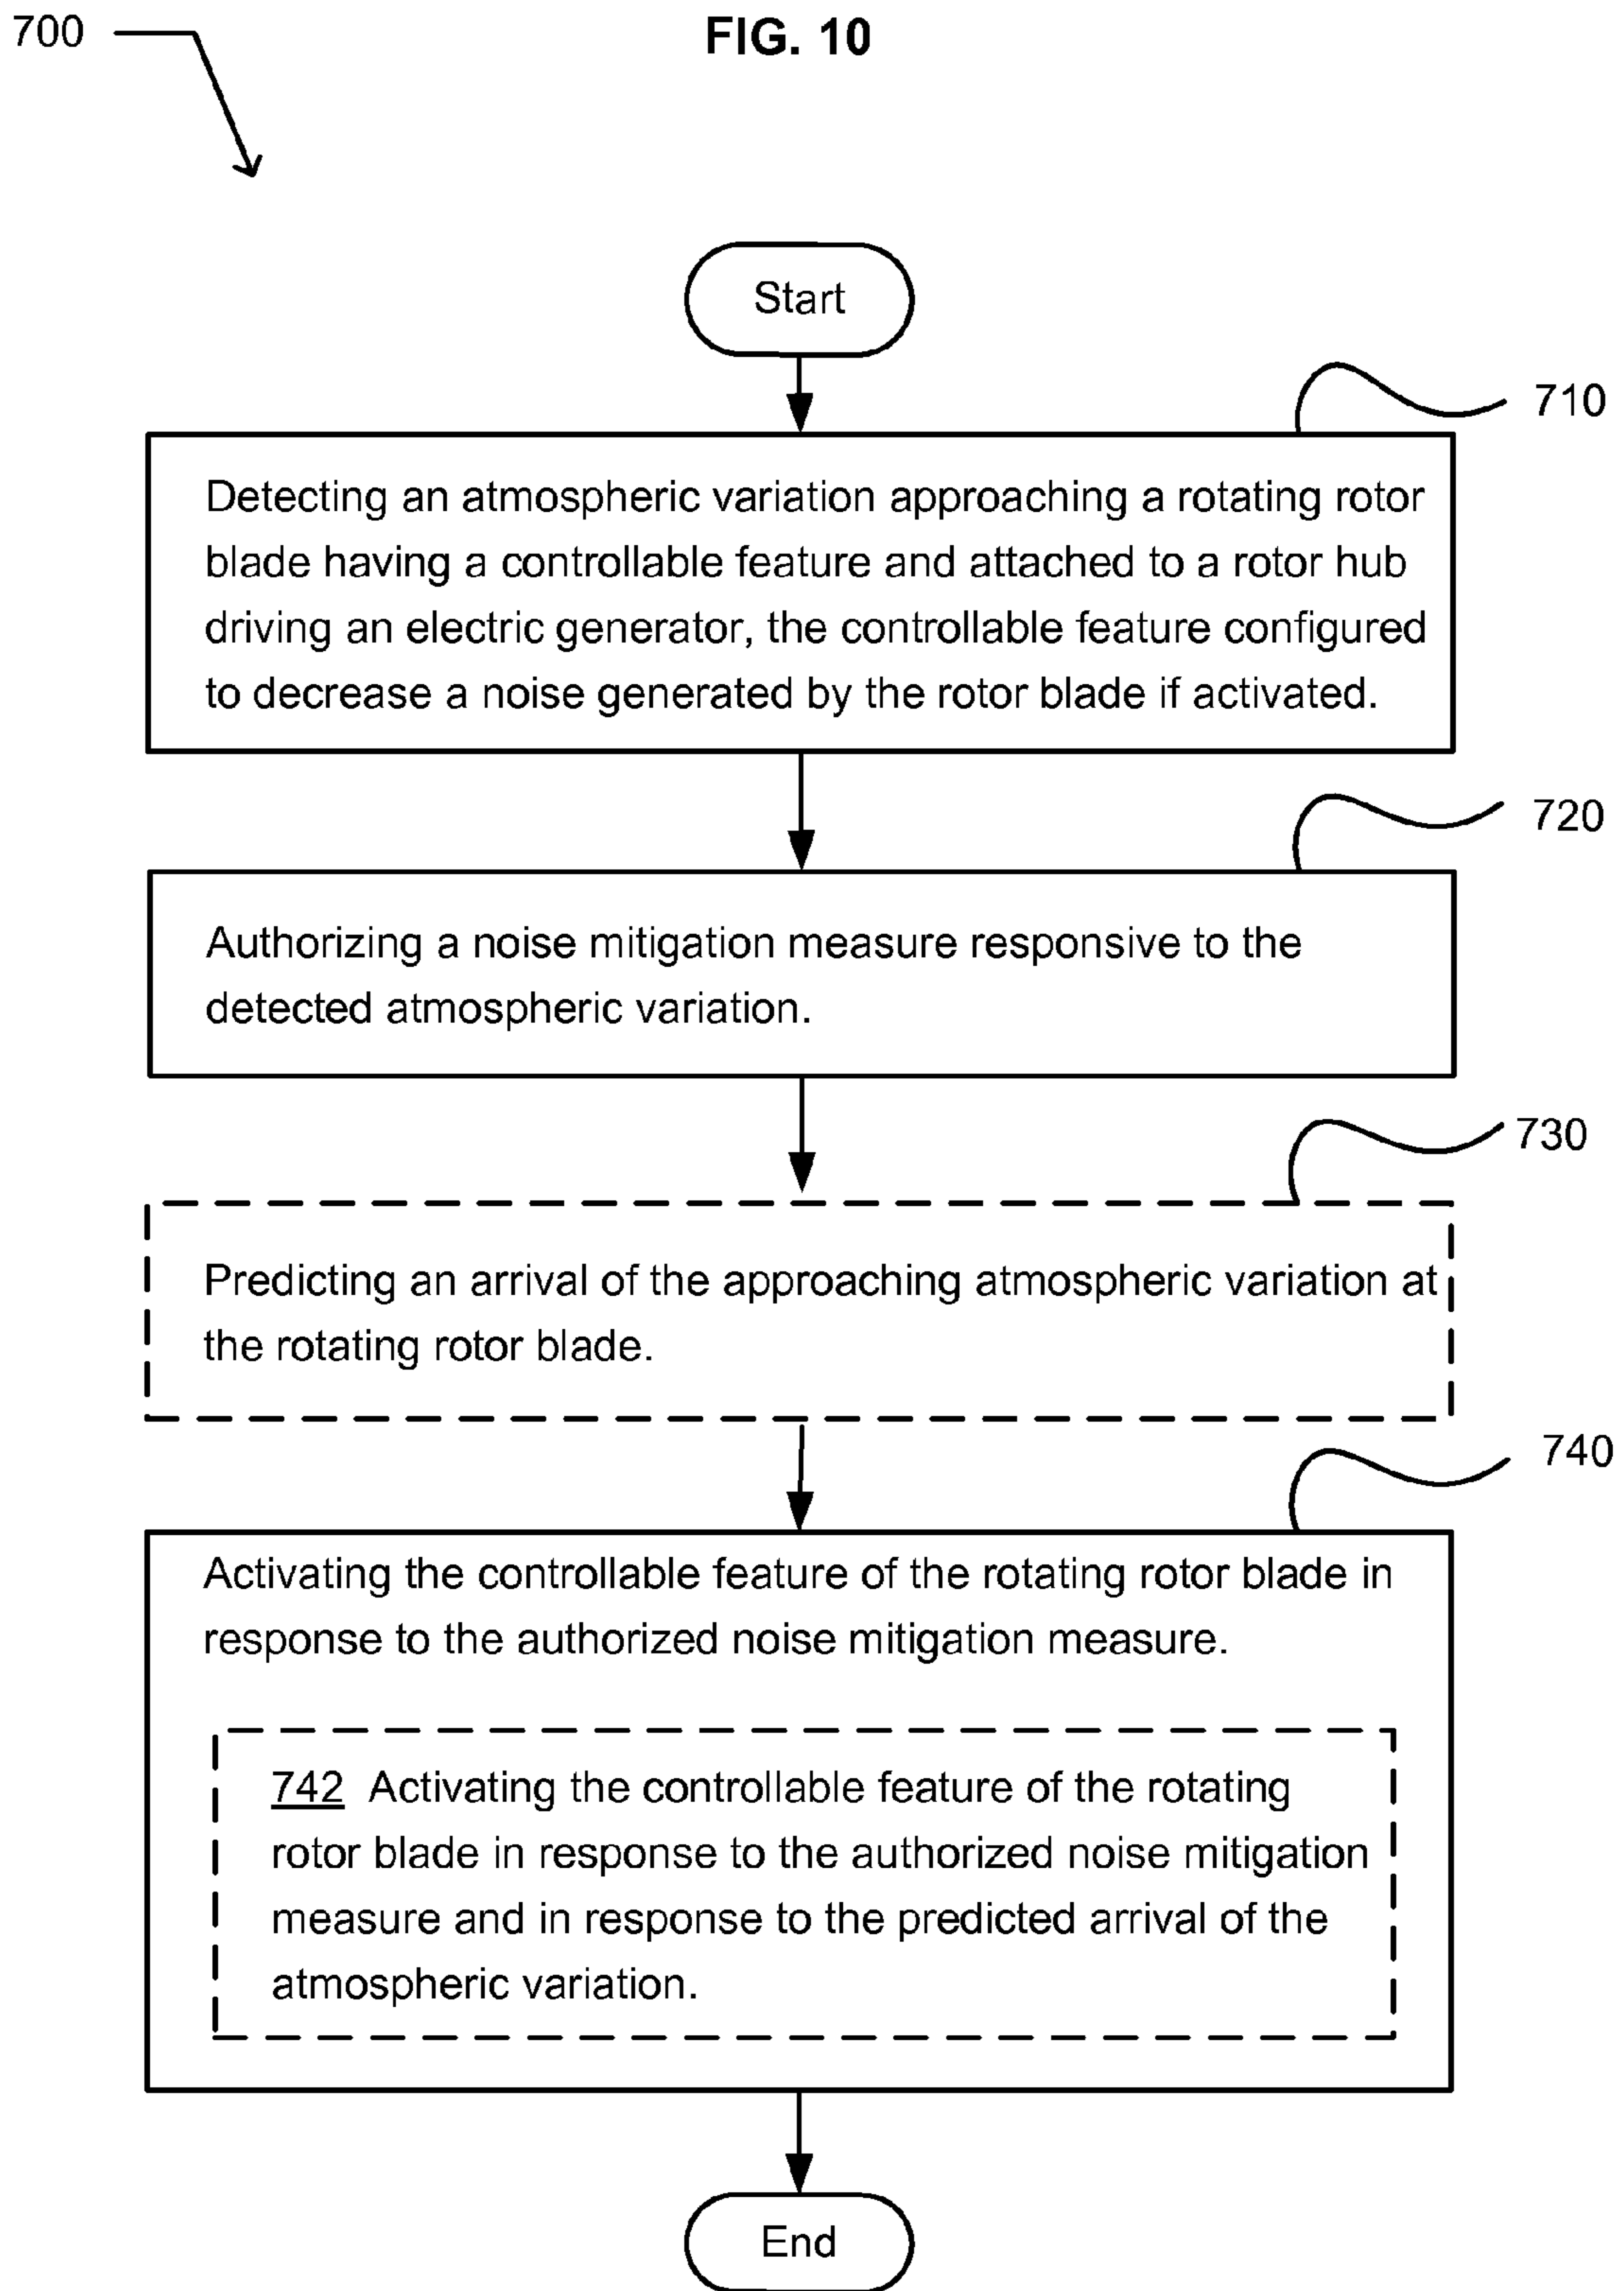 700
FIG. 10
Start
710
Detecting an atmospheric variation approaching a rotating rotor
blade having a controllable feature and attached to a rotor hub
driving an electric generator, the controllable feature configured
to decrease a noise generated by the rotor blade if activated.
720
Authorizing a noise mitigation measure responsive to the
detected atmospheric variation.
730
Predicting an arrival of the approaching atmospheric variation at
the rotating rotor blade.
740
Activating the controllable feature of the rotating rotor blade in
response to the authorized noise mitigation measure.
742 Activating the controllable feature of the rotating
rotor blade in response to the authorized noise mitigation
measure and in response to the predicted arrival of the
atmospheric variation.
End